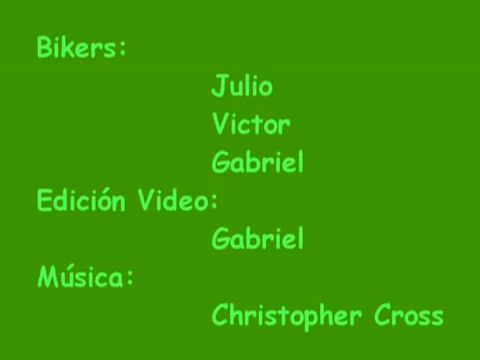 Bikers:
Julio
Victor
Gabriel
Edición Video:
Gabriel
Música:
Christopher Cross